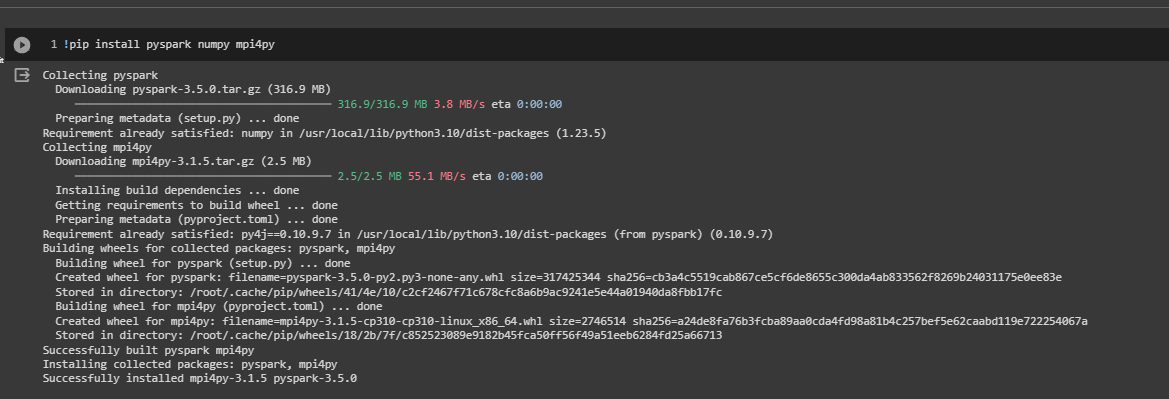 1 !pip install pyspark numpy mpi4py
Collecting pyspark
Downloading pyspark-3.5.0.tar.gz (316.9 MB)
316.9/316.9 MB 3.8 MB/s eta 0:00:00
Preparing metadata (setup.py) ... done
Requirement already satisfied: numpy in /usr/local/lib/python3.10/dist-packages (1.23.5)
Collecting mpi4py
Downloading mpi4py-3.1.5.tar.gz (2.5 MB)
2.5/2.5 MB 55.1 MB/s eta 0:00:00
Installing build dependencies ... done
Getting requirements to build wheel ... done
Preparing metadata (pyproject.toml) ... done
Requirement already satisfied: py4j==0.10.9.7 in /usr/local/lib/python3.10/dist-packages (from pyspark) (0.10.9.7)
Building wheels for collected packages: pyspark, mpi4py
Building wheel for pyspark (setup.py) ... done
Created wheel for pyspark: filename=pyspark-3.5.0-py2.py3-none-any.whl size=317425344 sha256=cb3a4c5519cab867ce5cf6de8655c300da4ab833562f8269b24031175e0ee83e
Stored in directory: /root/.cache/pip/wheels/41/4e/10/c2cf2467f71c678cfc8a6b9ac9241e5e44a01940da8fbb17fc
Building wheel for mpi4py (pyproject.toml) ... done
Created wheel for mpi4py: filename=mpi4py-3.1.5-cp310-cp310-linux_x86_64.whl size=2746514 sha256=a24de8fa76b3fcba89aa0cda4fd98a81b4c257bef5e62caabd119e722254067a
Stored in directory: /root/.cache/pip/wheels/18/2b/7f/c852523089e9182b45fca50ff56f49a51eeb6284fd25a66713
Successfully built pyspark mpi4py
Installing collected packages: pyspark, mpi4py
Successfully installed mpi4py-3.1.5 pyspark-3.5.0